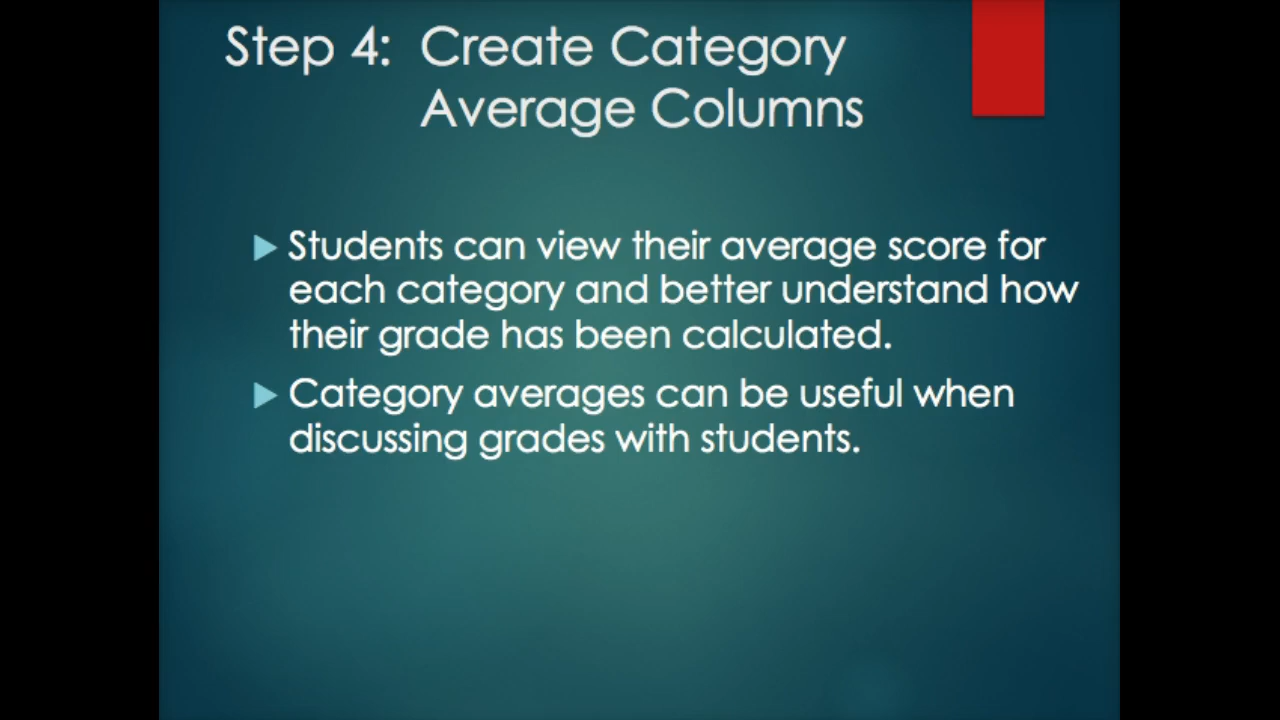 Step 4: Create Category
Average Columns
Students can view their average score for
each category and better understand how
their grade has been calculated.
Category averages can be useful when
discussing grades with students.